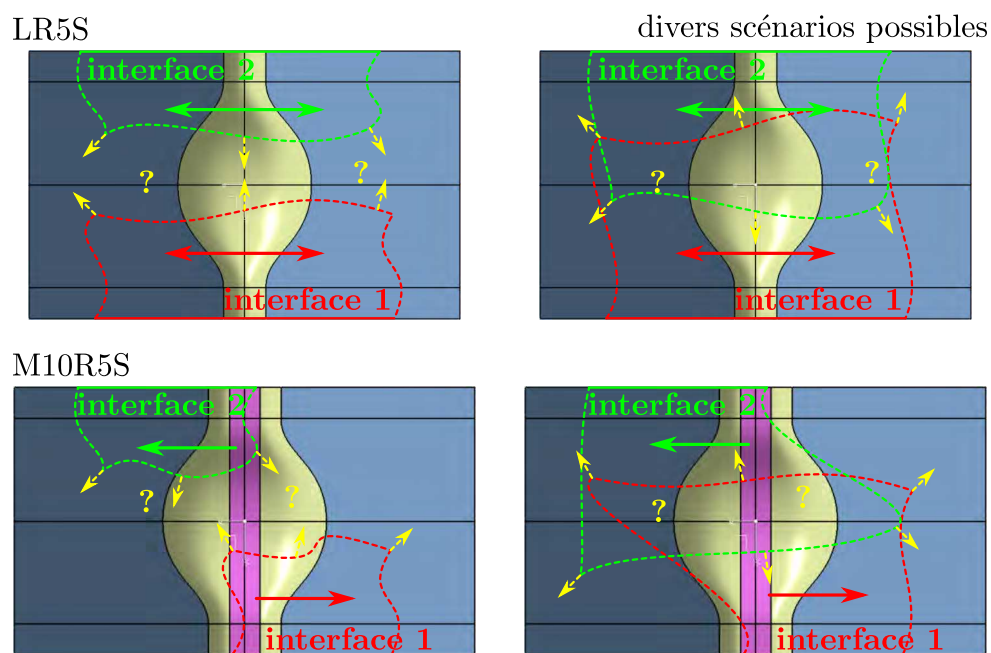 LR5S
divers scénarios possibles
interface 2
interface 2
?
?
?
?
interface 1
interface 1
M10R5S
interface 2
interface 2
?
?
?
?
interface 1
interface 1